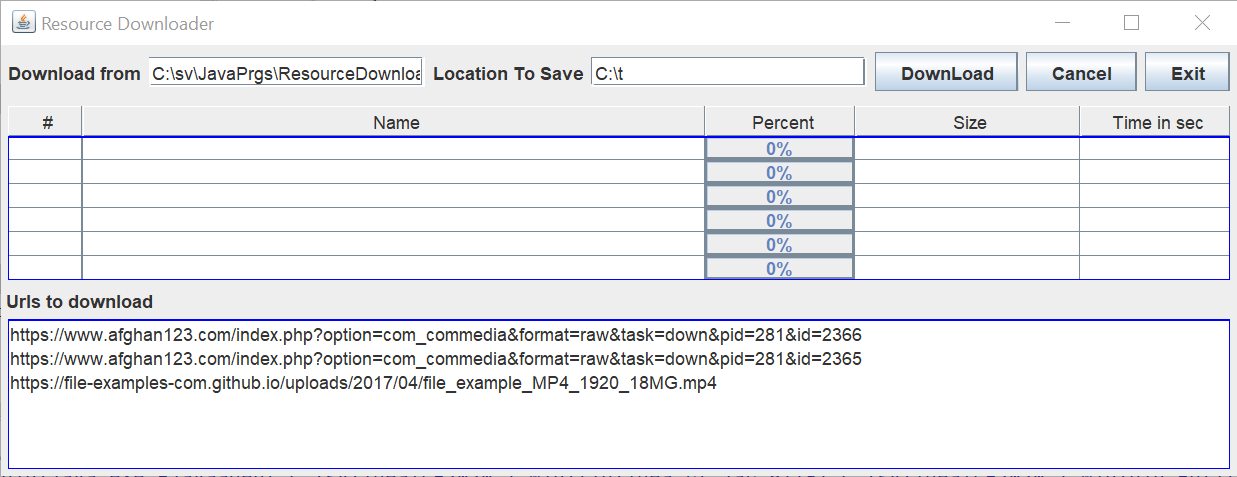 Resource Downloader
Download from C:\sv\JavaPrgs\ResourceDownloa Location To Save C:\t DownLoad Cancel Exit
# Name Percent Size Time in sec
0%
0%
0%
0%
0%
0%
Urls to download
https://www.afghan123.com/index.php?option=com_commedia&format=raw&task=down&pid=281&id=2366
https://www.afghan123.com/index.php?option=com_commedia&format=raw&task=down&pid=281&id=2365
https://file-examples-com.github.io/uploads/2017/04/file_example_MP4_1920_18MG.mp4